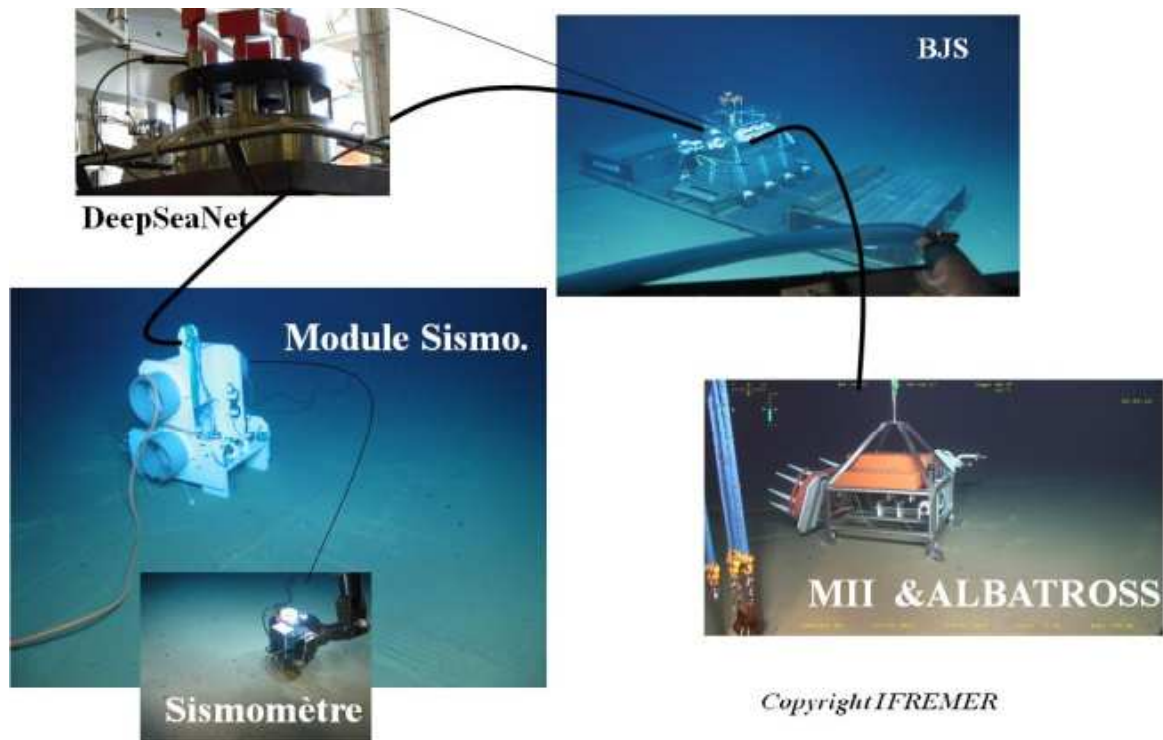 BJS
DeepSeaNet
Module Sismo.
MII &ALBATROSS
Sismomètre
Copyright IFREMER